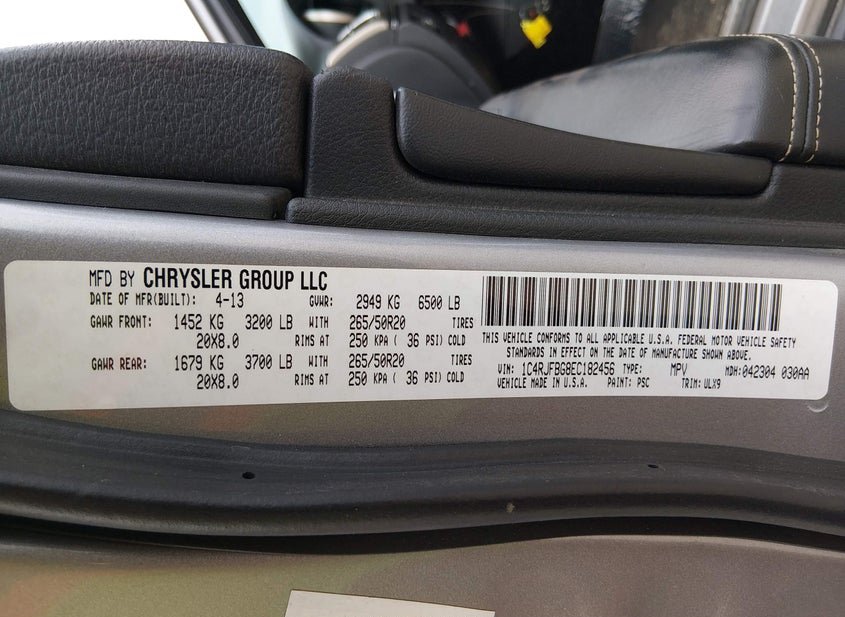 MFD BY CHRYSLER GROUP LLC
DATE OF MFR(BUILT): 4-13 GVWR: 2949 KG 6500 LB
GAWR FRONT: 1452 KG 3200 LB WITH 265/50R20 TIRES
20X8.0 RIMS AT 250 KPA ( 36 PSI) COLD
GAWR REAR: 1679 KG 3700 LB WITH 265/50R20 TIRES
20X8.0 RIMS AT 250 KPA ( 36 PSI) COLD
THIS VEHICLE CONFORMS TO ALL APPLICABLE U.S.A. FEDERAL MOTOR VEHICLE SAFETY
STANDARDS IN EFFECT ON THE DATE OF MANUFACTURE SHOWN ABOVE.
VIN: 1C4RJFBG8EC182456 TYPE: MPV MDH:042304 030AA
VEHICLE MADE IN U.S.A. PAINT: PSC TRIM: ULX9